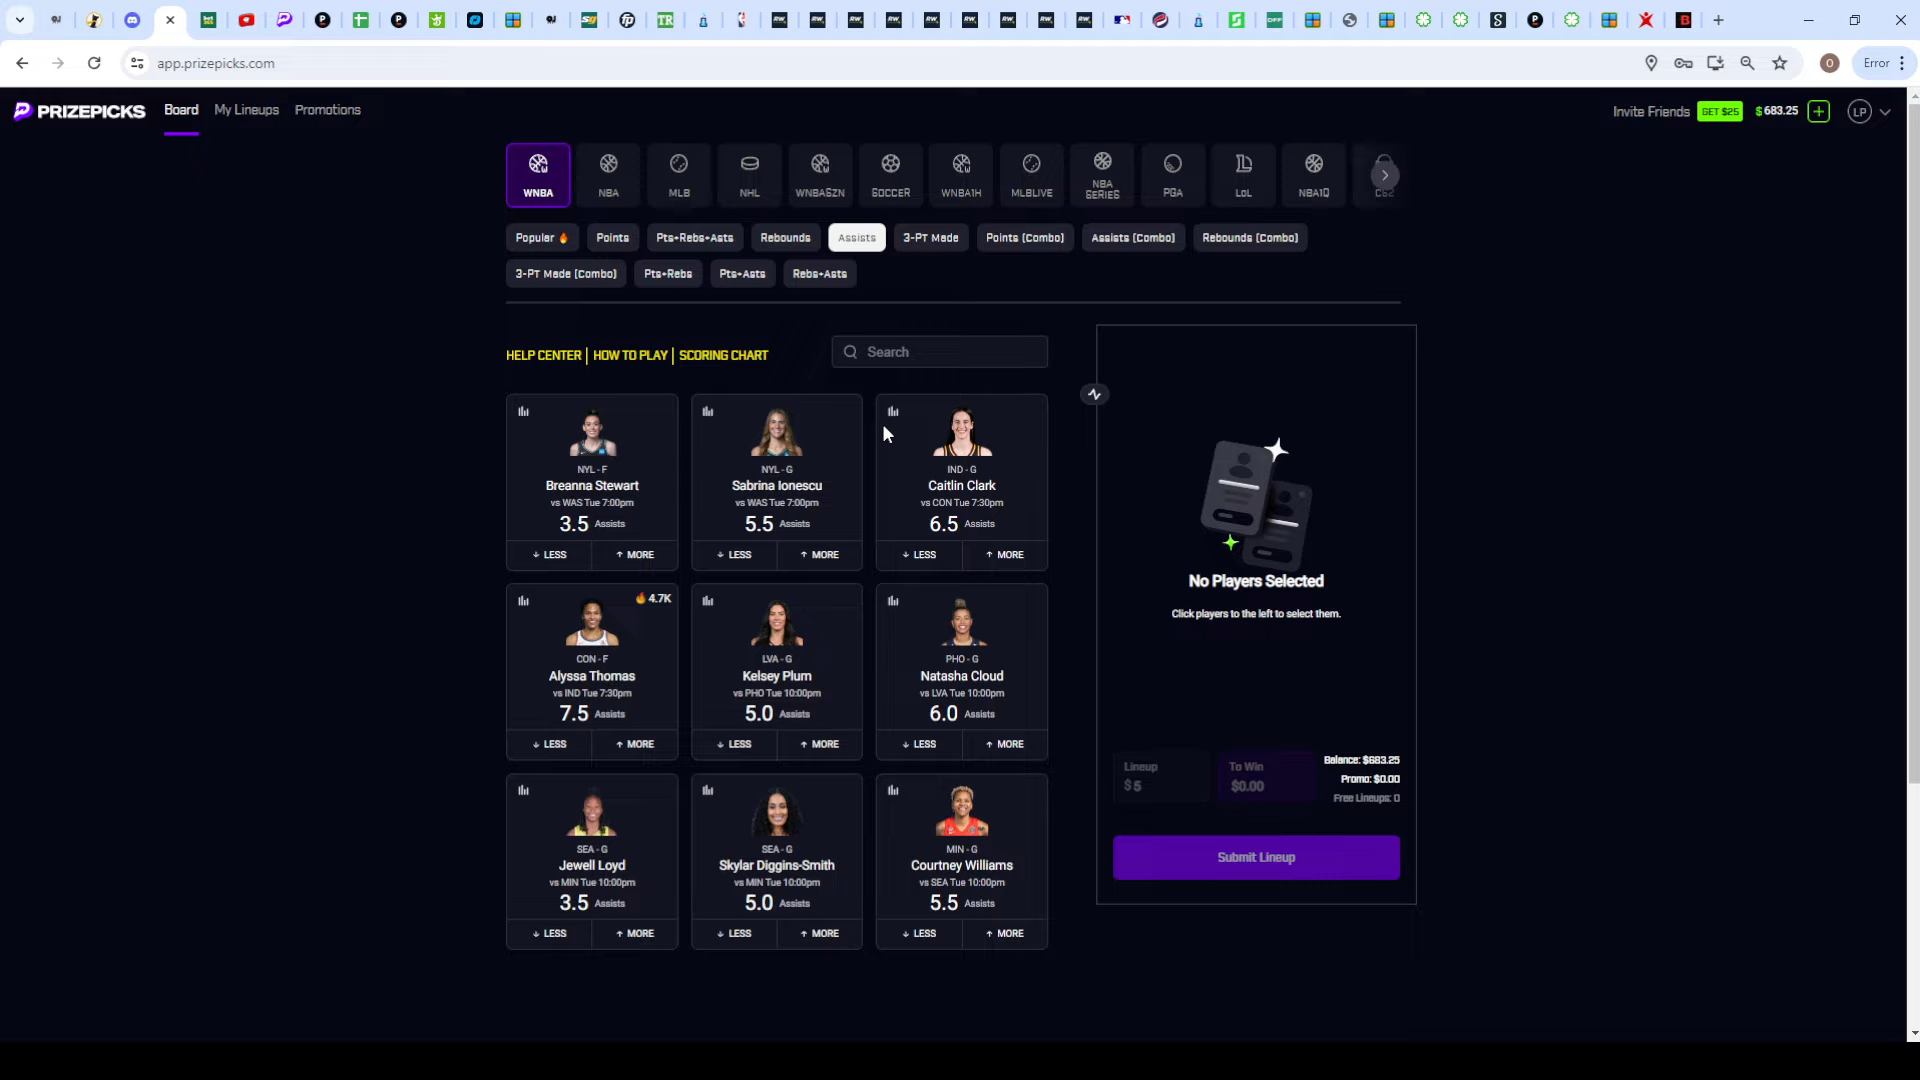 app.prizepicks.com
Error
PRIZEPICKS
Board
My Lineups
Promotions
Invite Friends
GET $25
$683.25
LP
WNBA
NBA
MLB
NHL
WNBASZN
SOCCER
WNBA1H
MLBLIVE
NBA SERIES
PGA
LoL
NBA1Q
CS2
Popular
Points
Pts+Rebs+Asts
Rebounds
Assists
3-PT Made
Points (Combo)
Assists (Combo)
Rebounds (Combo)
3-PT Made (Combo)
Pts+Rebs
Pts+Asts
Rebs+Asts
HELP CENTER | HOW TO PLAY | SCORING CHART
Search
NYL - F
Breanna Stewart
vs WAS Tue 7:00pm
3.5 Assists
LESS
MORE
NYL - G
Sabrina Ionescu
vs WAS Tue 7:00pm
5.5 Assists
LESS
MORE
IND - G
Caitlin Clark
vs CON Tue 7:30pm
6.5 Assists
LESS
MORE
4.7K
CON - F
Alyssa Thomas
vs IND Tue 7:30pm
7.5 Assists
LESS
MORE
LVA - G
Kelsey Plum
vs PHO Tue 10:00pm
5.0 Assists
LESS
MORE
PHO - G
Natasha Cloud
vs LVA Tue 10:00pm
6.0 Assists
LESS
MORE
SEA - G
Jewell Loyd
vs MIN Tue 10:00pm
3.5 Assists
LESS
MORE
SEA - G
Skylar Diggins-Smith
vs MIN Tue 10:00pm
5.0 Assists
LESS
MORE
MIN - G
Courtney Williams
vs SEA Tue 10:00pm
5.5 Assists
LESS
MORE
No Players Selected
Click players to the left to select them.
Lineup
$5
To Win
$0.00
Balance: $683.25
Promo: $0.00
Free Lineups: 0
Submit Lineup